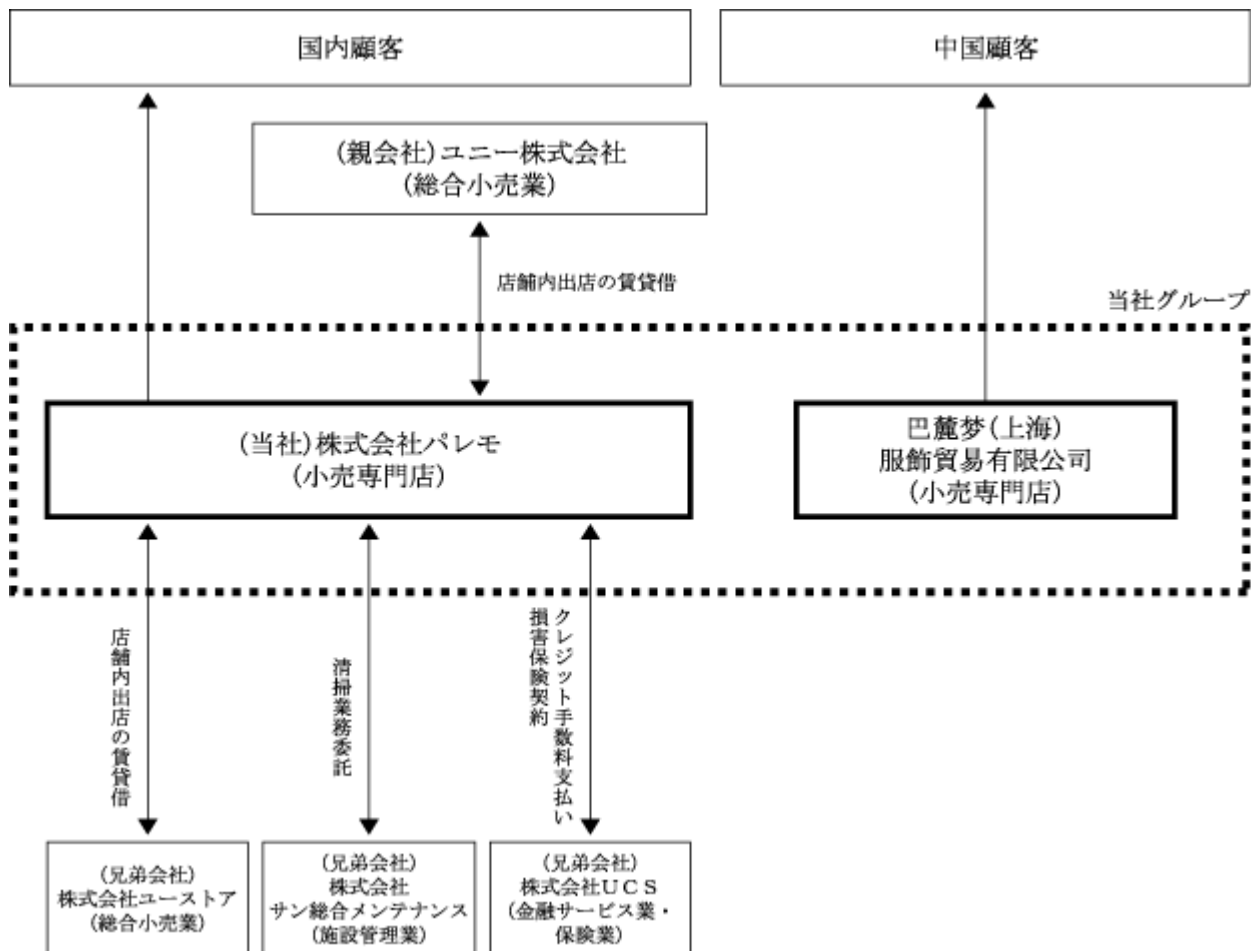 国内顧客
中国顧客
(親会社)ユニー株式会社
(総合小売業)
店舗内出店の賃貸借
当社グループ
(当社)株式会社パレモ
(小売専門店)
巴麓梦(上海)
服飾貿易有限公司
(小売専門店)
店舗内出店の賃貸借
清掃業務委託
クレジット手数料支払い
損害保険契約
(兄弟会社)
株式会社ユーストア
(総合小売業)
(兄弟会社)
株式会社
サン総合メンテナンス
(施設管理業)
(兄弟会社)
株式会社UCS
(金融サービス業・
保険業)